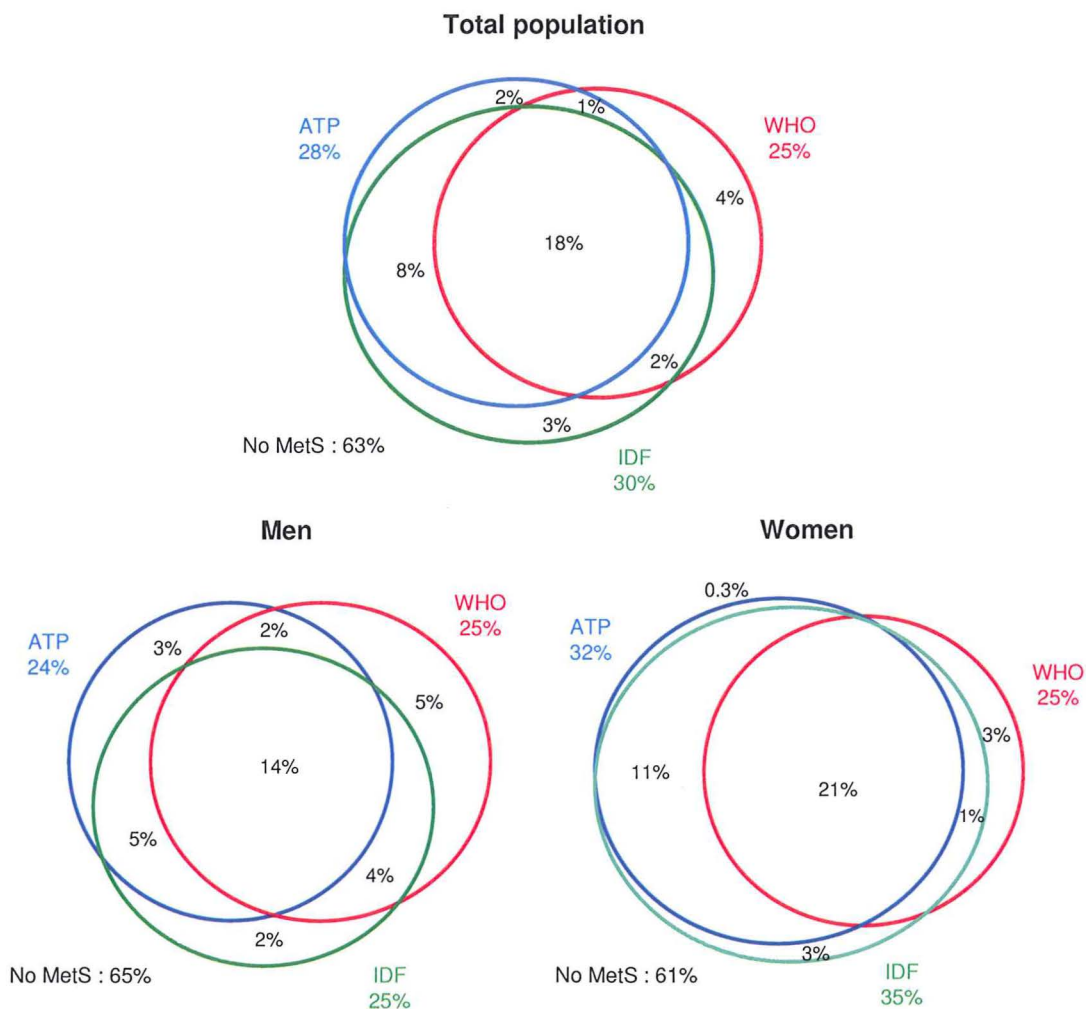 Total population
2%
1%
ATP
28%
WHO
25%
4%
18%
8%
2%
3%
No MetS : 63%
IDF
30%
Men
Women
0.3%
WHO
25%
2%
ATP
24%
3%
5%
14%
5%
4%
2%
No MetS : 65%
IDF
25%
ATP
32%
WHO
25%
3%
11%
21%
1%
3%
No MetS : 61%
IDF
35%